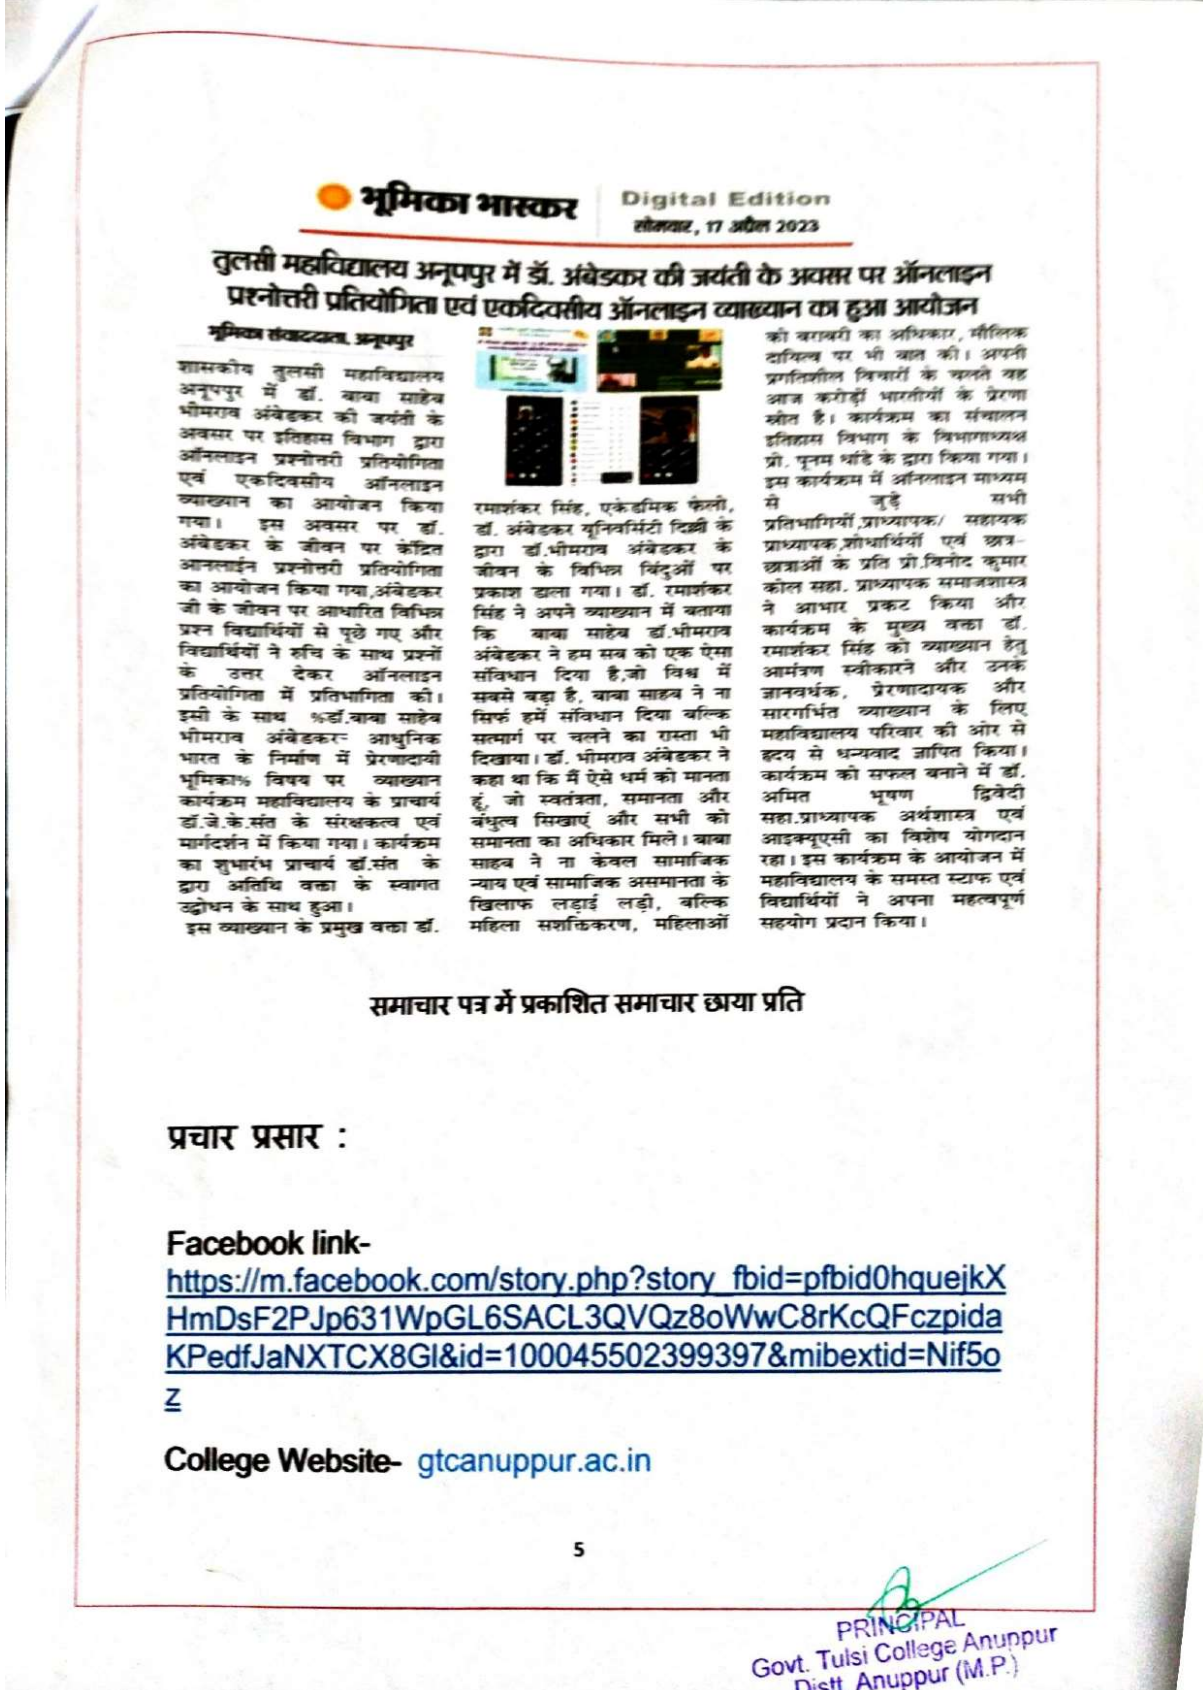 भूमिका भास्कर
Digital Edition
सोमवार, 17 अप्रैल 2023
तुलसी महाविद्यालय अनूपपुर में डॉ. अंबेडकर की जयंती के अवसर पर ऑनलाइन
प्रश्नोत्तरी प्रतियोगिता एवं एकदिवसीय ऑनलाइन व्याख्यान का हुआ आयोजन
भूमिका संवाददाता, अनूपपुर
शासकीय तुलसी महाविद्यालय
अनूपपुर में डॉ. बाबा साहेब
भीमराव अंबेडकर की जयंती के
अवसर पर इतिहास विभाग द्वारा
ऑनलाइन प्रश्नोत्तरी प्रतियोगिता
एवं एकदिवसीय ऑनलाइन
व्याख्यान का आयोजन किया
गया। इस अवसर पर डॉ.
अंबेडकर के जीवन पर केंद्रित
आनलाईन प्रश्नोत्तरी प्रतियोगिता
का आयोजन किया गया,अंबेडकर
जी के जीवन पर आधारित विभिन्न
प्रश्न विद्यार्थियों से पूछे गए और
विद्यार्थियों ने रुचि के साथ प्रश्नों
के उत्तर देकर ऑनलाइन
प्रतियोगिता में प्रतिभागिता की।
इसी के साथ %डॉ.बाबा साहेब
भीमराव अंबेडकर- आधुनिक
भारत के निर्माण में प्रेरणादायी
भूमिका% विषय पर व्याख्यान
कार्यक्रम महाविद्यालय के प्राचार्य
डॉ.जे.के.संत के संरक्षकत्व एवं
मार्गदर्शन में किया गया। कार्यक्रम
का शुभारंभ प्राचार्य डॉ.संत के
द्वारा अतिथि वक्ता के स्वागत
उद्बोधन के साथ हुआ।
इस व्याख्यान के प्रमुख वक्ता डॉ.
रमाशंकर सिंह, एकेडमिक फेलो,
डॉ. अंबेडकर यूनिवर्सिटी दिल्ली के
द्वारा डॉ.भीमराव अंबेडकर के
जीवन के विभिन्न बिंदुओं पर
प्रकाश डाला गया। डॉ. रमाशंकर
सिंह ने अपने व्याख्यान में बताया
कि बाबा साहेब डॉ.भीमराव
अंबेडकर ने हम सब को एक ऐसा
संविधान दिया है,जो विश्व में
सबसे बड़ा है, बाबा साहब ने ना
सिर्फ हमें संविधान दिया बल्कि
सत्मार्ग पर चलने का रास्ता भी
दिखाया। डॉ. भीमराव अंबेडकर ने
कहा था कि मैं ऐसे धर्म को मानता
हूं, जो स्वतंत्रता, समानता और
बंधुत्व सिखाएं और सभी को
समानता का अधिकार मिले। बाबा
साहब ने ना केवल सामाजिक
न्याय एवं सामाजिक असमानता के
खिलाफ लड़ाई लड़ी, बल्कि
महिला सशक्तिकरण, महिलाओं
को बराबरी का अधिकार, मौलिक
दायित्व पर भी बात की। अपनी
प्रगतिशील विचारों के चलते वह
आज करोड़ों भारतीयों के प्रेरणा
स्रोत है। कार्यक्रम का संचालन
इतिहास विभाग के विभागाध्यक्ष
प्रो. पूनम धांडे के द्वारा किया गया।
इस कार्यक्रम में ऑनलाइन माध्यम
से जुड़े सभी
प्रतिभागियों,प्राध्यापक/ सहायक
प्राध्यापक,शोधार्थियों एवं छात्र-
छात्राओं के प्रति प्रो.विनोद कुमार
कोल सहा. प्राध्यापक समाजशास्त्र
ने आभार प्रकट किया और
कार्यक्रम के मुख्य वक्ता डॉ.
रमाशंकर सिंह को व्याख्यान हेतु
आमंत्रण स्वीकारने और उनके
ज्ञानवर्धक, प्रेरणादायक और
सारगर्भित व्याख्यान के लिए
महाविद्यालय परिवार की ओर से
हृदय से धन्यवाद ज्ञापित किया।
कार्यक्रम को सफल बनाने में डॉ.
अमित भूषण द्विवेदी
सहा.प्राध्यापक अर्थशास्त्र एवं
आइक्यूएसी का विशेष योगदान
रहा। इस कार्यक्रम के आयोजन में
महाविद्यालय के समस्त स्टाफ एवं
विद्यार्थियों ने अपना महत्वपूर्ण
सहयोग प्रदान किया।
समाचार पत्र में प्रकाशित समाचार छाया प्रति
प्रचार प्रसार :
Facebook link-
https://m.facebook.com/story.php?story_fbid=pfbid0hquejkX
HmDsF2PJp631WpGL6SACL3QVQz8oWwC8rKcQFczpida
KPedfJaNXTCX8Gl&id=100045502399397&mibextid=Nif5o
z
College Website- gtcanuppur.ac.in
5
PRINCIPAL
Govt. Tulsi College Anuppur
Distt. Anuppur (M.P.)